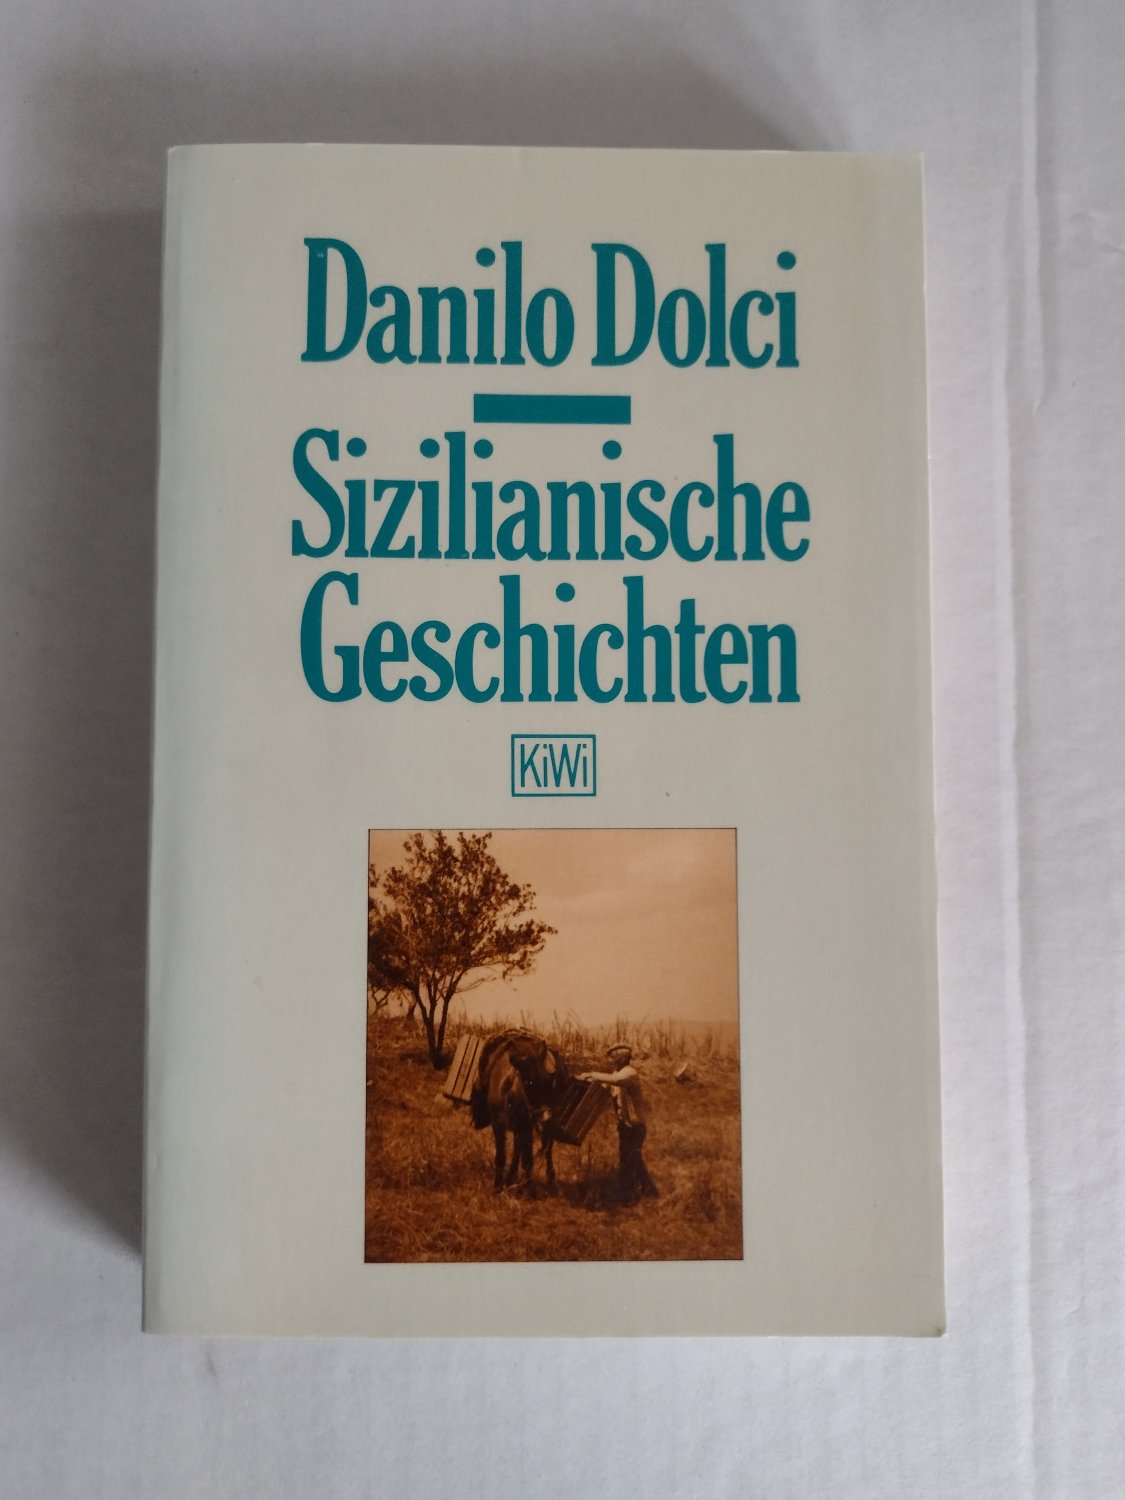 Danilo Dolci
Sizilianische
Geschichten
KiWi